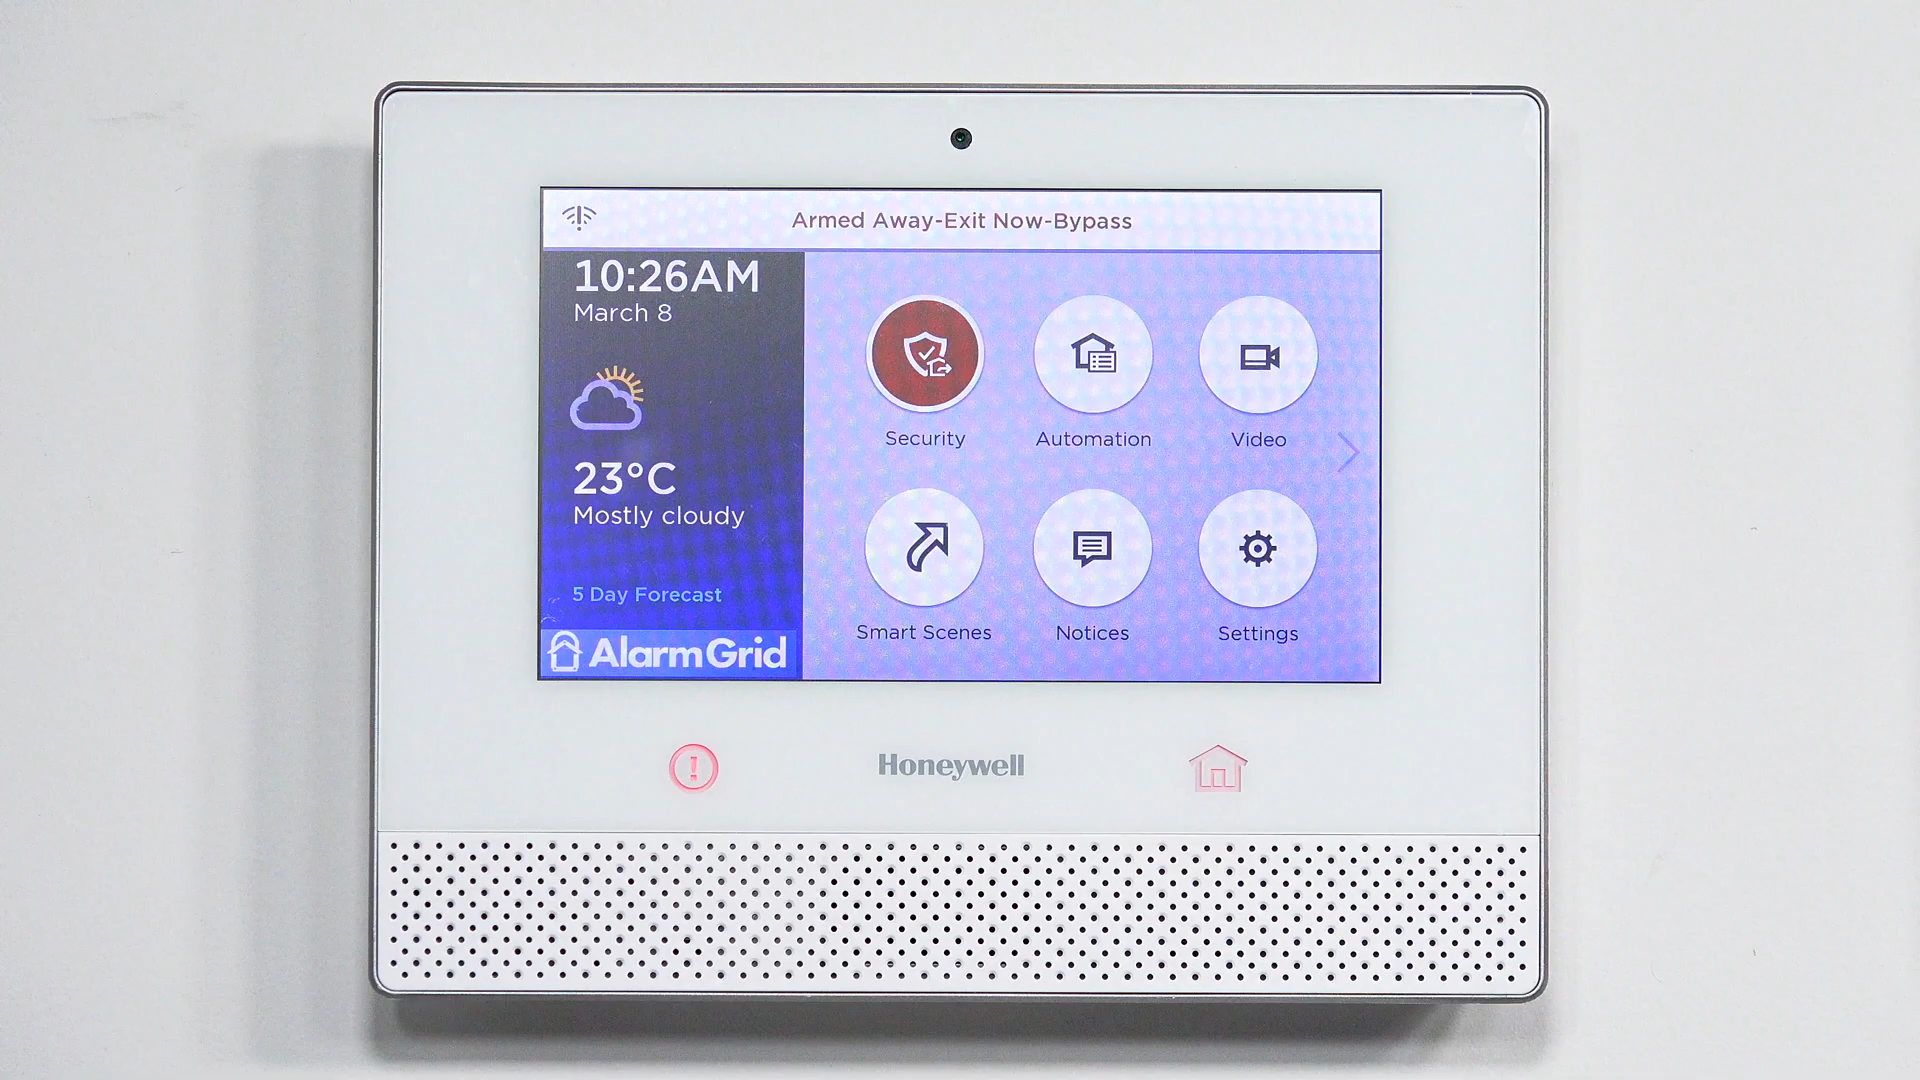 Armed Away-Exit Now-Bypass
10:26AM
March 8
23°C
Mostly cloudy
5 Day Forecast
AlarmGrid
Security
Automation
Video
Smart Scenes
Notices
Settings
Honeywell